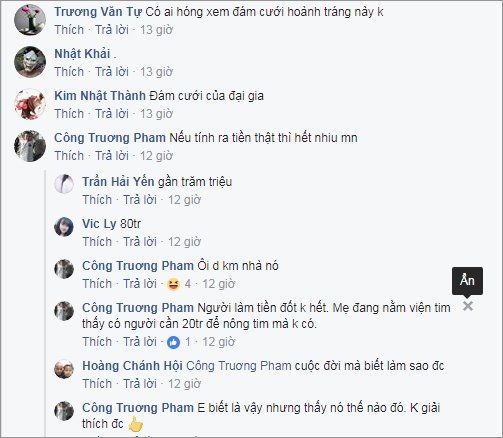 Trương Văn Tự Có ai hóng xem đám cưới hoành tráng này k
Thích · Trả lời · 13 giờ
Nhật Khải .
Thích · Trả lời · 13 giờ
Kim Nhật Thành Đám cưới của đại gia
Thích · Trả lời · 13 giờ
Công Truơng Pham Nếu tính ra tiền thật thì hết nhiu mn
Thích · Trả lời · 12 giờ
Trần Hải Yến gần trăm triệu
Thích · Trả lời · 12 giờ
Vic Ly 80tr
Thích · Trả lời · 12 giờ
Công Truơng Pham Ôi d km nhà nó
Thích · Trả lời · 4 · 12 giờ
Ẩn
Công Truơng Pham Người làm tiền đốt k hết. Mẹ đang nằm viện tim
thấy có người cần 20tr để nông tim mà k có.
Thích · Trả lời · 1 · 12 giờ
Hoàng Chánh Hội Công Truơng Pham cuộc đời mà biết làm sao đc
Thích · Trả lời · 12 giờ
Công Truơng Pham E biết là vậy nhưng thấy nó thế nào đó. K giải
thích đc